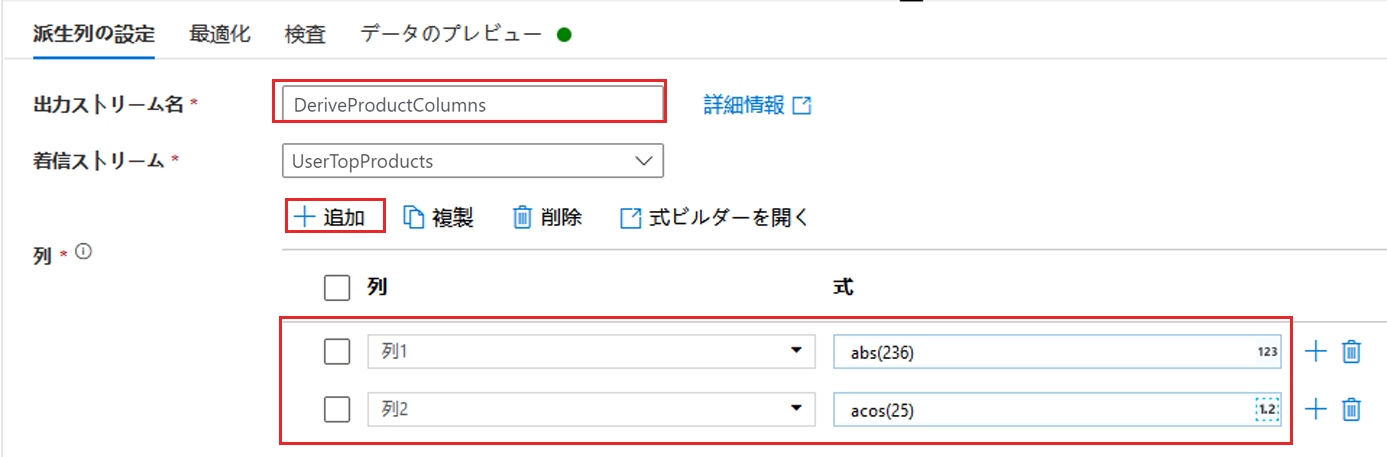 派生列の設定 最適化 検査 データのプレビュー
出力ストリーム名 * DeriveProductColumns 詳細情報
着信ストリーム * UserTopProducts
追加 複製 削除 式ビルダーを開く
列 *
列 式
列1 abs(236) 123
列2 acos(25) 1.2